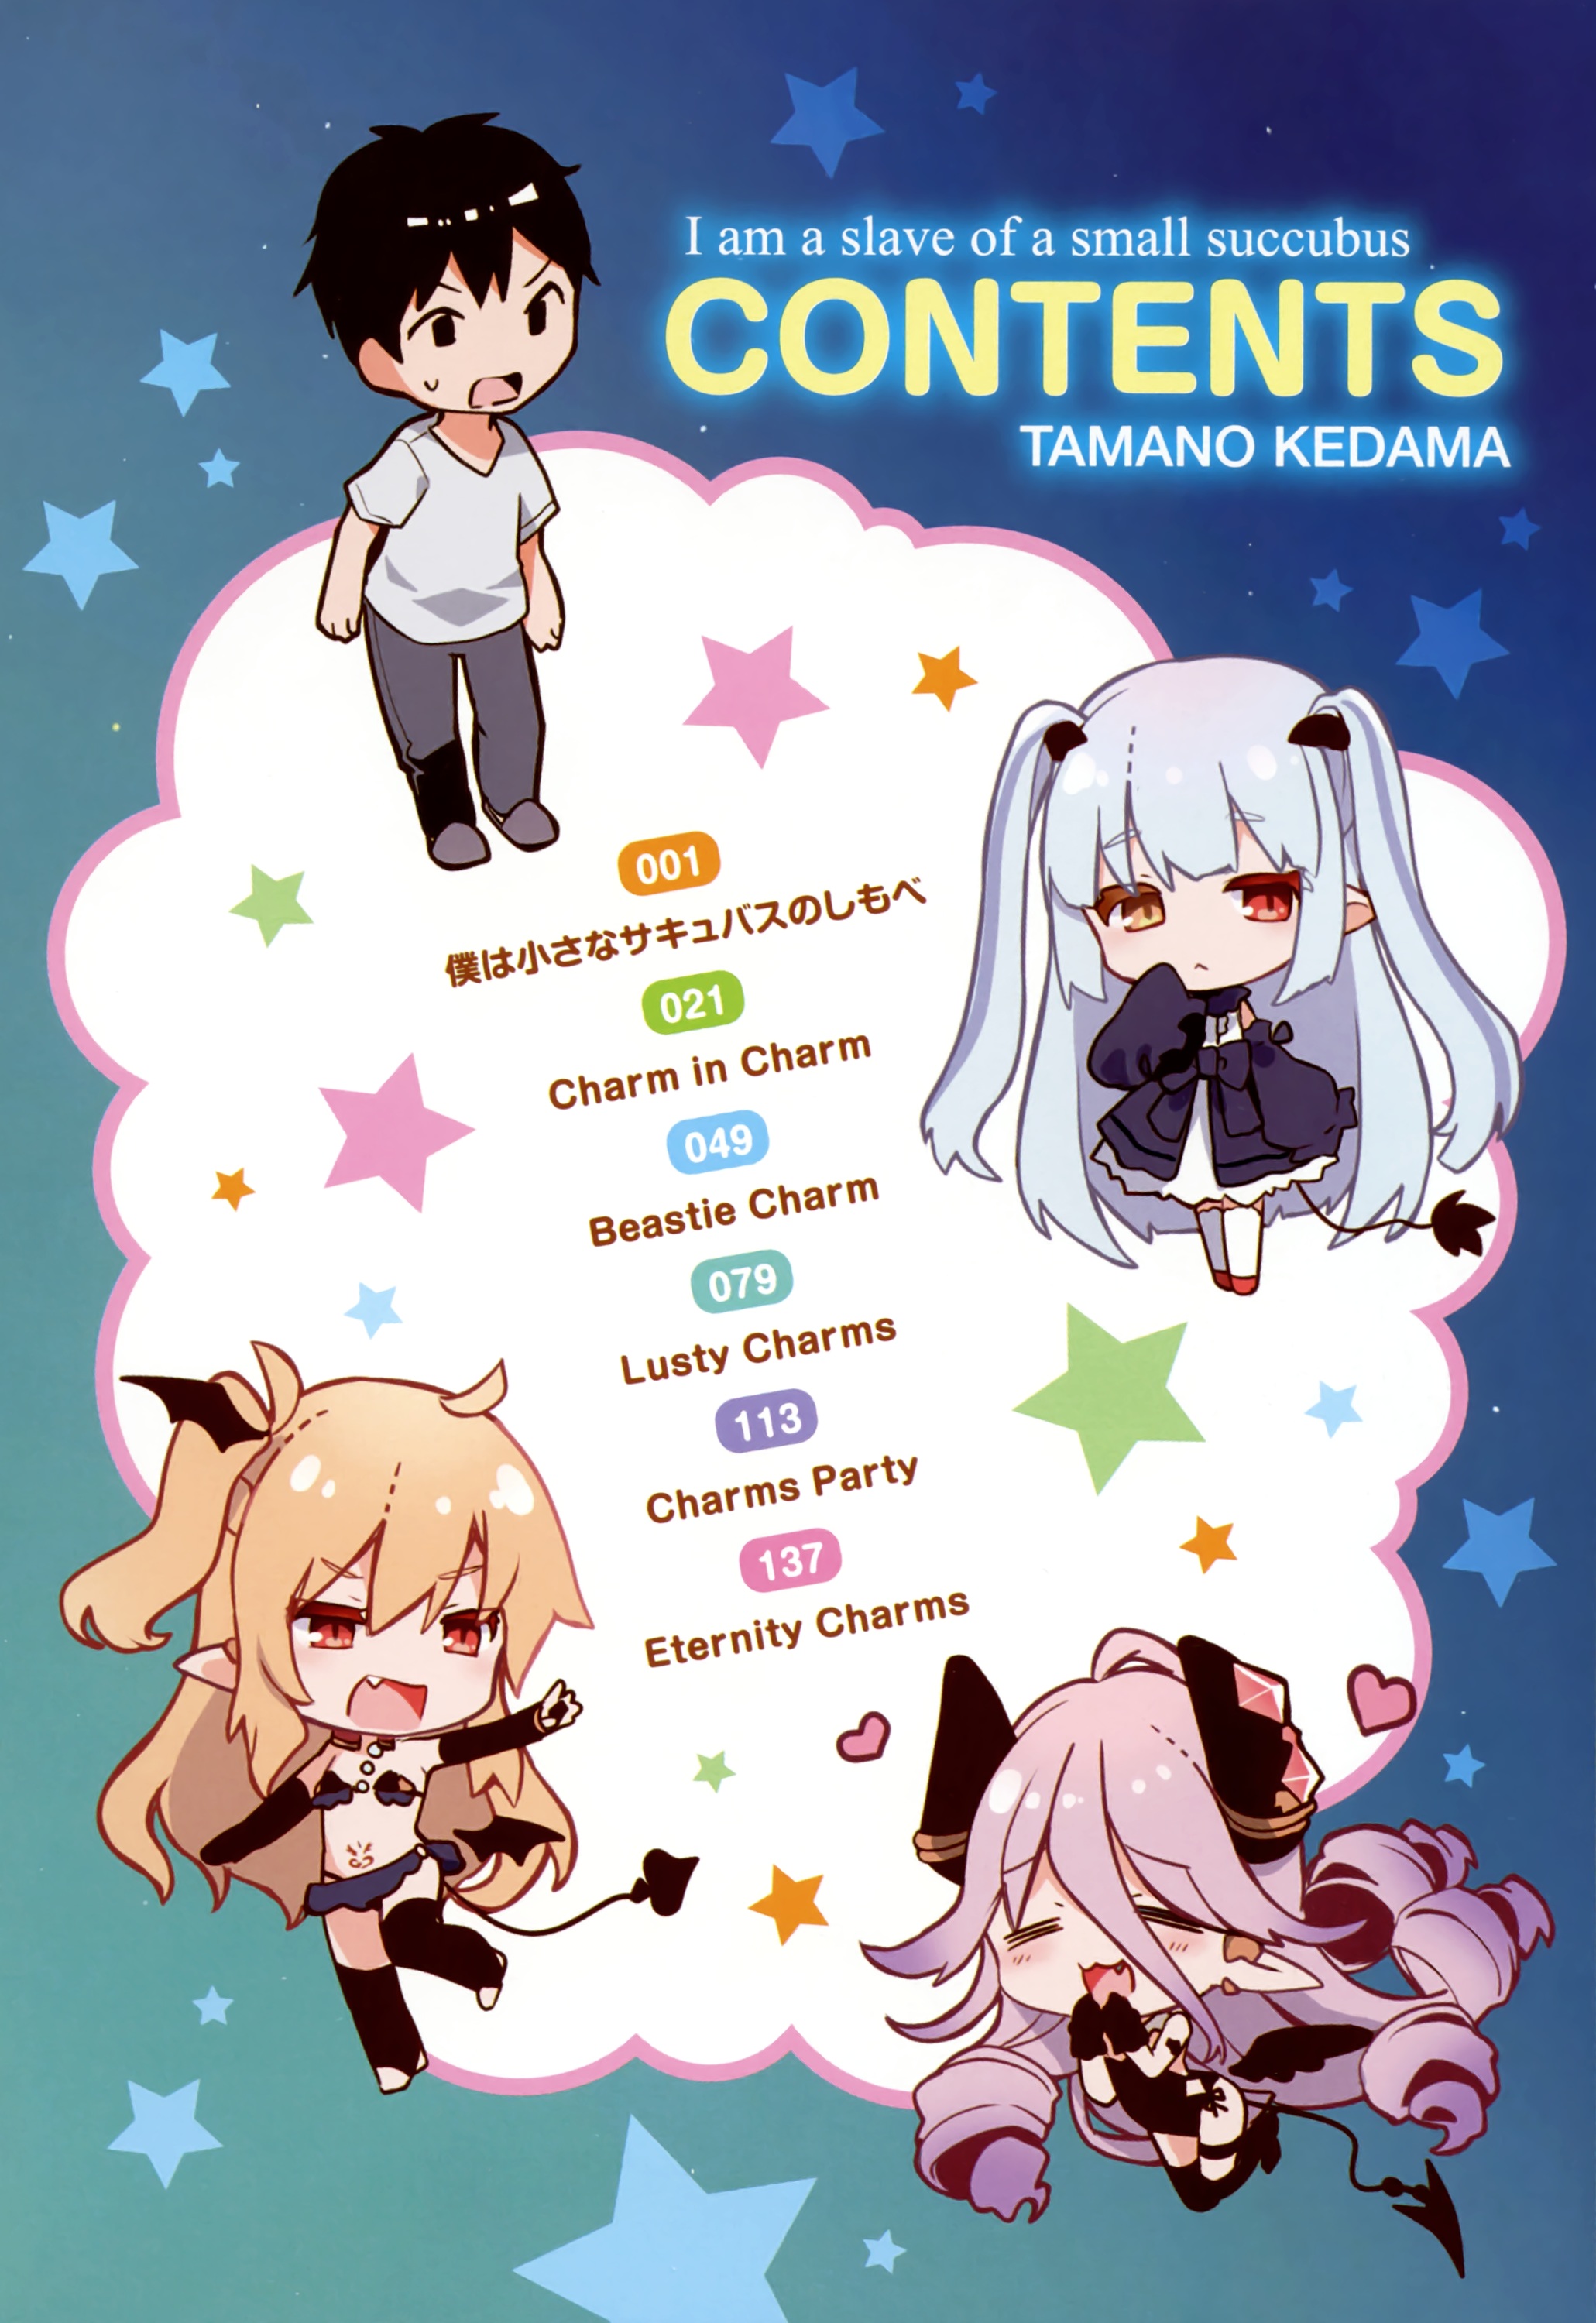 I am a slave of a small succubus
CONTENTS
TAMANO KEDAMA
001
僕は小さなサキュバスのしもべ
021
Charm in Charm
049
Beastie Charm
079
Lusty Charms
113
Charms Party
137
Eternity Charms